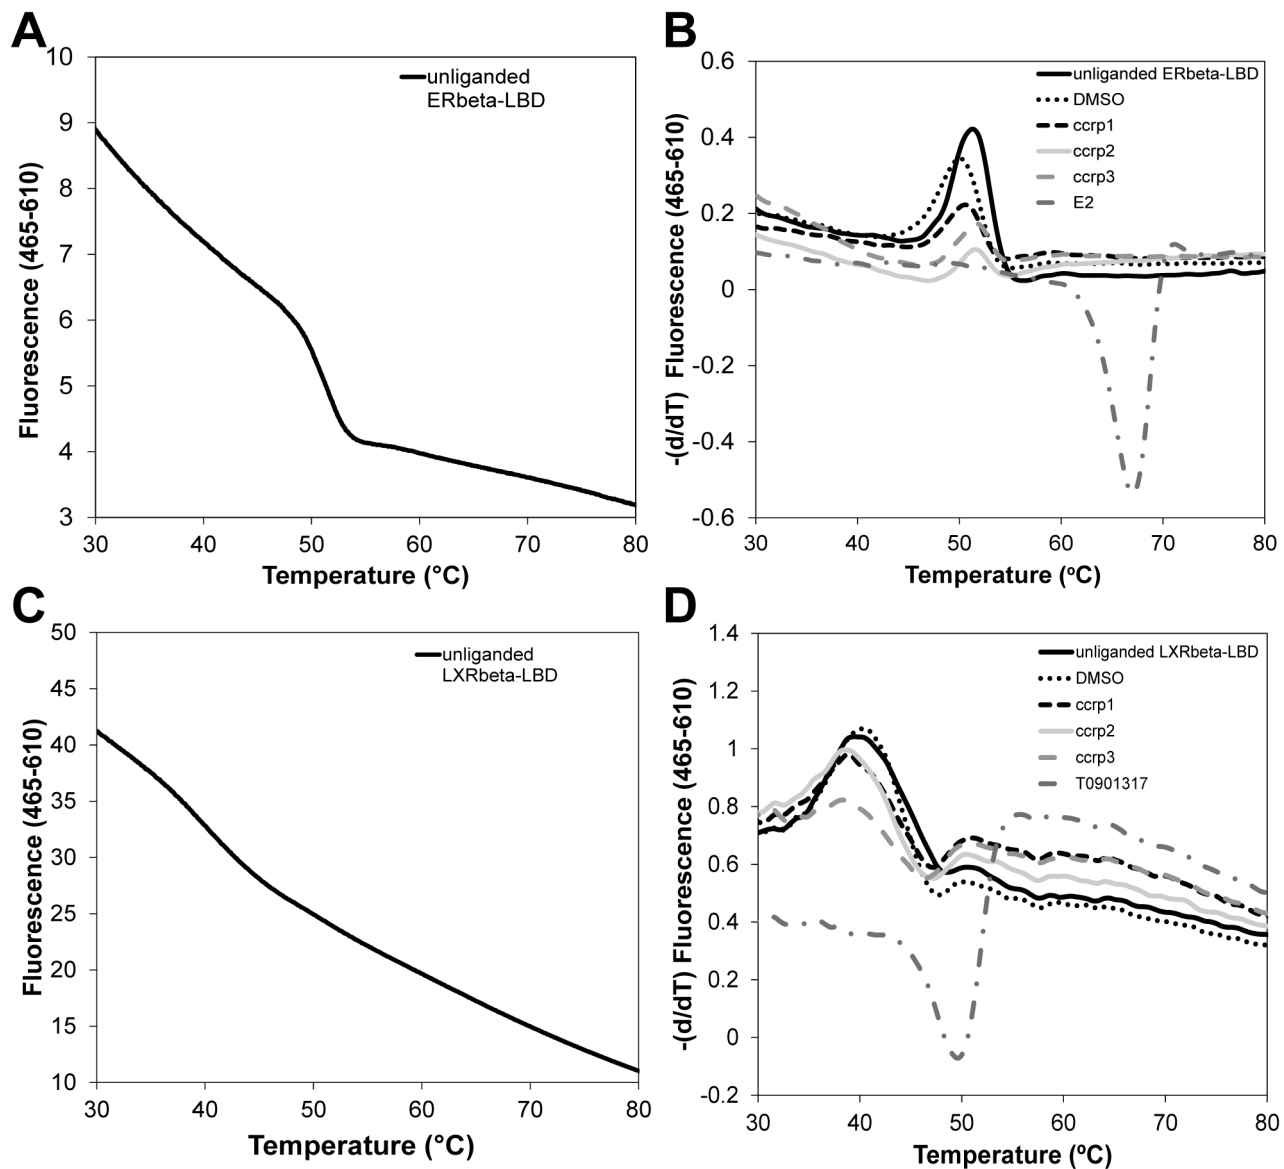 A
10
9
8
7
6
5
4
3
30
40
50
60
70
80
Fluorescence (465-610)
Temperature (°C)
unliganded
ERbeta-LBD
B
0.6
0.4
0.2
0
-0.2
-0.4
-0.6
30
40
50
60
70
80
-(d/dT) Fluorescence (465-610)
Temperature (ºC)
unliganded ERbeta-LBD
DMSO
ccrp1
ccrp2
ccrp3
E2
C
50
45
40
35
30
25
20
15
10
30
40
50
60
70
80
Fluorescence (465-610)
Temperature (°C)
unliganded
LXRbeta-LBD
D
1.4
1.2
1
0.8
0.6
0.4
0.2
0
-0.2
30
40
50
60
70
80
-(d/dT) Fluorescence (465-610)
Temperature (ºC)
unliganded LXRbeta-LBD
DMSO
ccrp1
ccrp2
ccrp3
T0901317